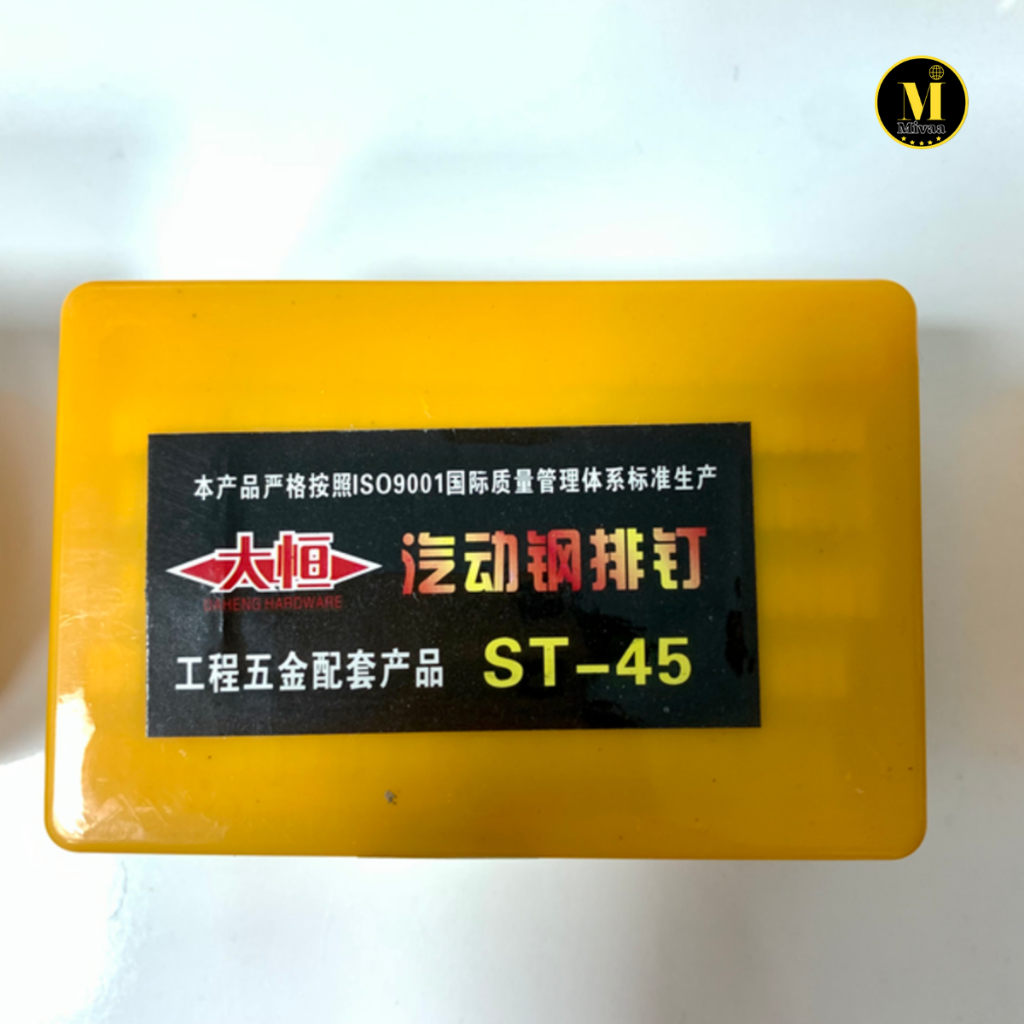 M
Mivaa
本产品严格按照ISO9001国际质量管理体系标准生产
大恒 汽动钢排钉
DAHENG HARDWARE
工程五金配套产品 ST-45